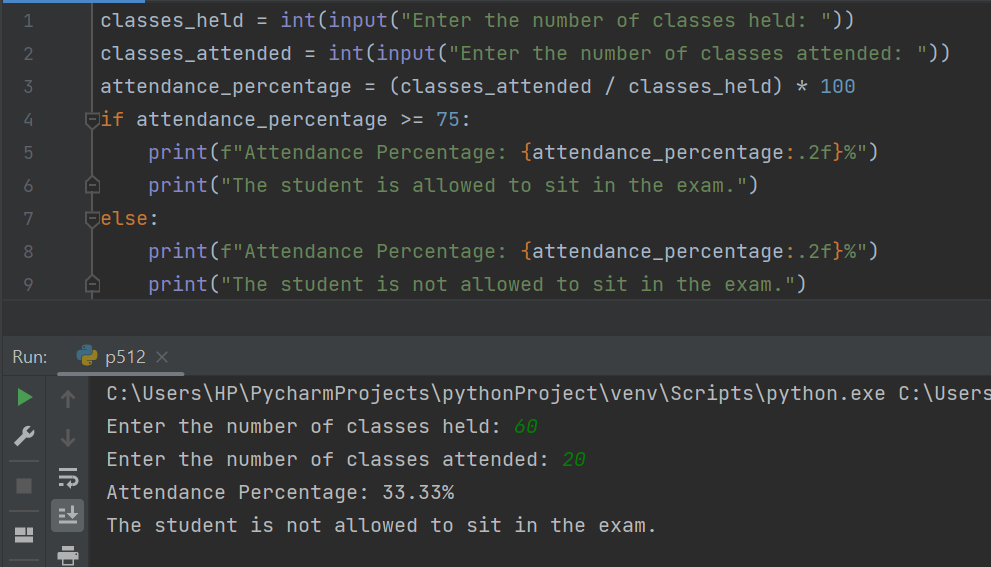 1 classes_held = int(input("Enter the number of classes held: "))
2 classes_attended = int(input("Enter the number of classes attended: "))
3 attendance_percentage = (classes_attended / classes_held) * 100
4 if attendance_percentage >= 75:
5     print(f"Attendance Percentage: {attendance_percentage:.2f}%")
6     print("The student is allowed to sit in the exam.")
7 else:
8     print(f"Attendance Percentage: {attendance_percentage:.2f}%")
9     print("The student is not allowed to sit in the exam.")
Run: p512
C:\Users\HP\PycharmProjects\pythonProject\venv\Scripts\python.exe C:\Users
Enter the number of classes held: 60
Enter the number of classes attended: 20
Attendance Percentage: 33.33%
The student is not allowed to sit in the exam.